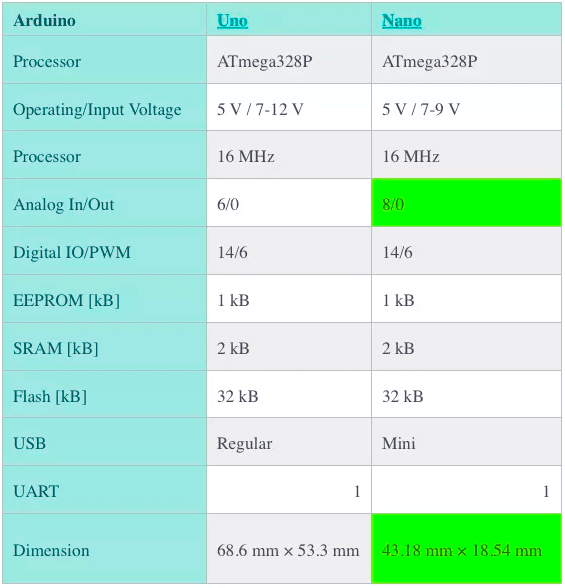 Arduino Uno Nano
Processor ATmega328P ATmega328P
Operating/Input Voltage 5 V / 7-12 V 5 V / 7-9 V
Processor 16 MHz 16 MHz
Analog In/Out 6/0 8/0
Digital IO/PWM 14/6 14/6
EEPROM [kB] 1 kB 1 kB
SRAM [kB] 2 kB 2 kB
Flash [kB] 32 kB 32 kB
USB Regular Mini
UART 1 1
Dimension 68.6 mm × 53.3 mm 43.18 mm × 18.54 mm